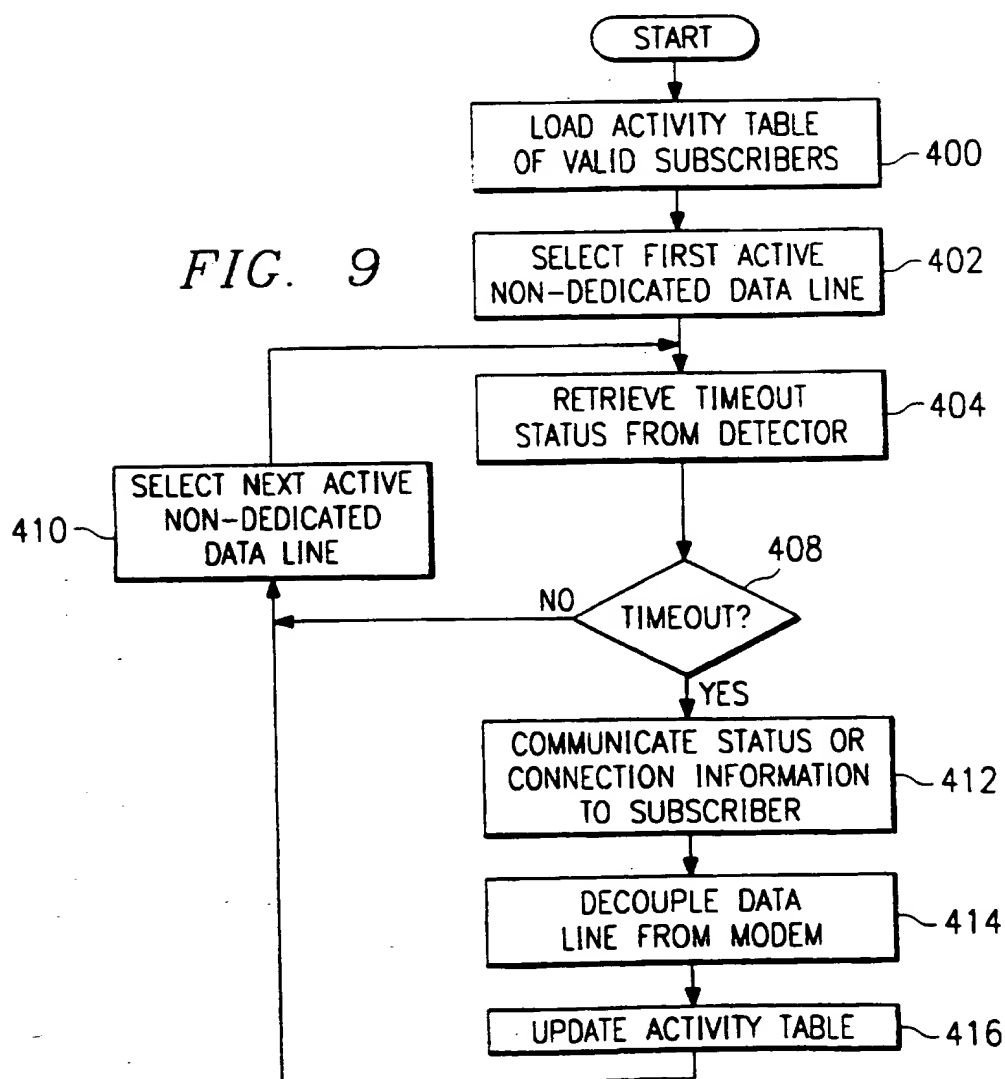 START
LOAD ACTIVITY TABLE
OF VALID SUBSCRIBERS
400
FIG. 9
SELECT FIRST ACTIVE
NON-DEDICATED DATA LINE
402
RETRIEVE TIMEOUT
STATUS FROM DETECTOR
404
SELECT NEXT ACTIVE
NON-DEDICATED
DATA LINE
410
408
TIMEOUT?
NO
YES
COMMUNICATE STATUS OR
CONNECTION INFORMATION
TO SUBSCRIBER
412
DECOUPLE DATA
LINE FROM MODEM
414
UPDATE ACTIVITY TABLE
416